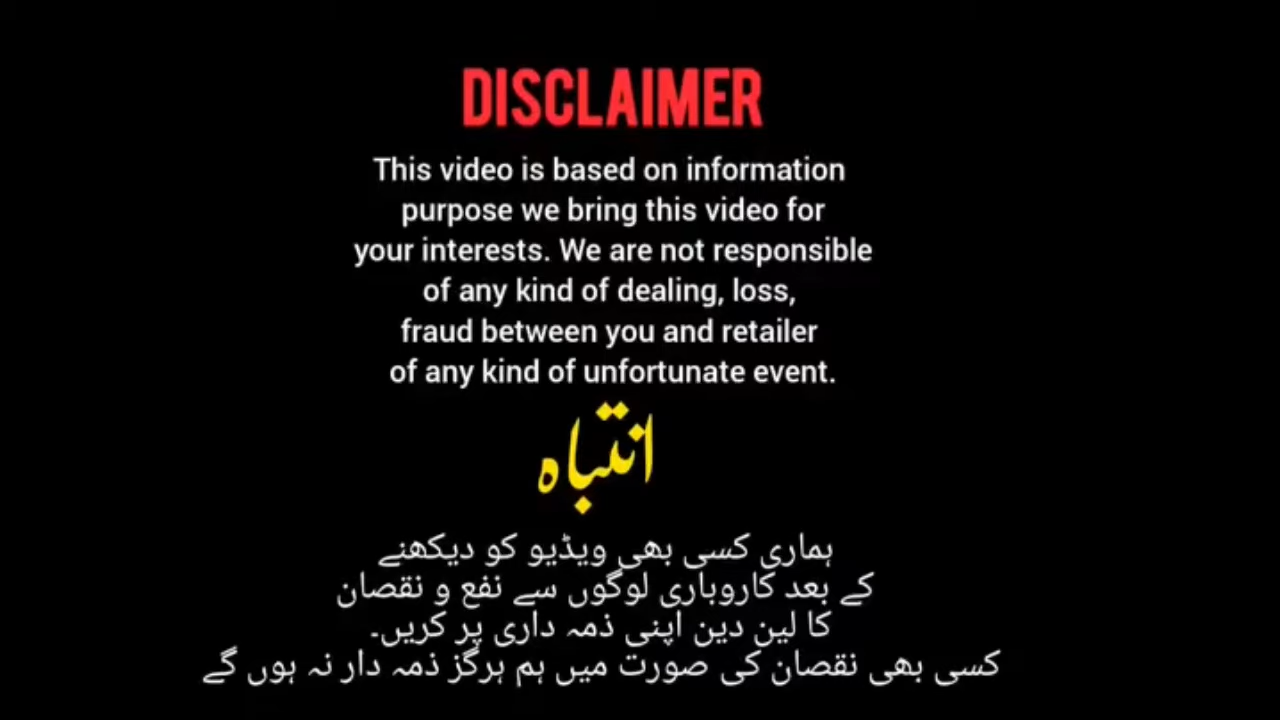 DISCLAIMER
This video is based on information
purpose we bring this video for
your interests. We are not responsible
of any kind of dealing, loss,
fraud between you and retailer
of any kind of unfortunate event.
انتباہ
ہماری کسی بھی ویڈیو کو دیکھنے
کے بعد کاروباری لوگوں سے نفع و نقصان
کا لین دین اپنی ذمہ داری پر کریں۔
کسی بھی نقصان کی صورت میں ہم ہرگز ذمہ دار نہ ہوں گے